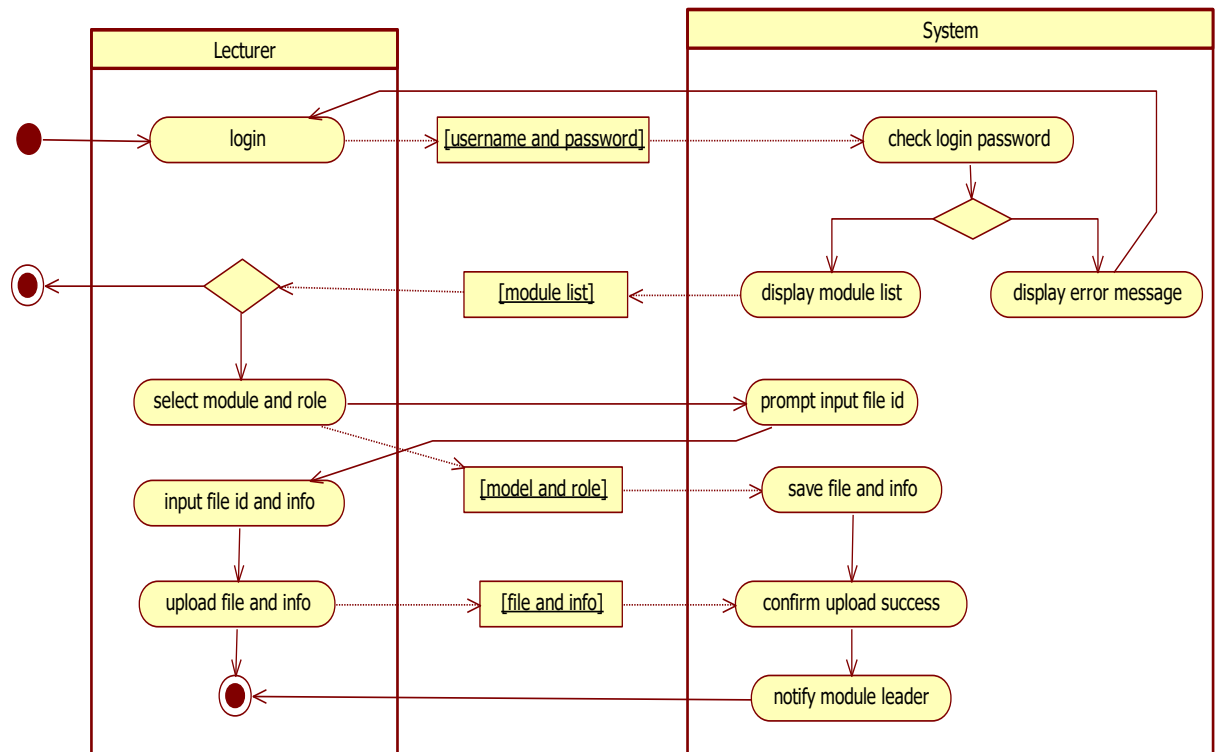 Lecturer
System
login
[username and password]
check login password
[module list]
display module list
display error message
select module and role
prompt input file id
input file id and info
[model and role]
save file and info
upload file and info
[file and info]
confirm upload success
notify module leader